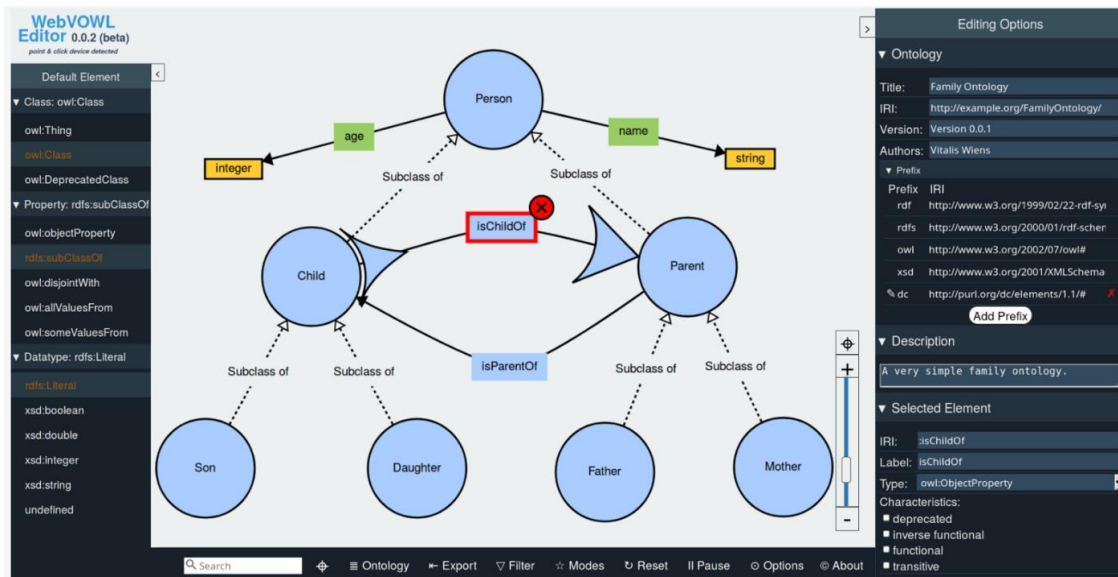 WebVOWL
Editor 0.0.2 (beta)
point & click device detected
Default Element
▼ Class: owl:Class
owl:Thing
owl:Class
owl:DeprecatedClass
▼ Property: rdfs:subClassOf
owl:objectProperty
rdfs:subClassOf
owl:disjointWith
owl:allValuesFrom
owl:someValuesFrom
▼ Datatype: rdfs:Literal
rdfs:Literal
xsd:boolean
xsd:double
xsd:integer
xsd:string
undefined
<
>
Person
age
name
integer
string
Subclass of
Subclass of
isChildOf
Child
Parent
isParentOf
Subclass of
Subclass of
Subclass of
Subclass of
Son
Daughter
Father
Mother
+
-
Search
Ontology
Export
Filter
Modes
Reset
Pause
Options
© About
Editing Options
▼ Ontology
Title: Family Ontology
IRI: http://example.org/FamilyOntology/
Version: Version 0.0.1
Authors: Vitalis Wiens
▼ Prefix
Prefix IRI
rdf http://www.w3.org/1999/02/22-rdf-syn
rdfs http://www.w3.org/2000/01/rdf-schem
owl http://www.w3.org/2002/07/owl#
xsd http://www.w3.org/2001/XMLSchema
dc http://purl.org/dc/elements/1.1/#
Add Prefix
▼ Description
A very simple family ontology.
▼ Selected Element
IRI: :isChildOf
Label: isChildOf
Type: owl:ObjectProperty
Characteristics:
deprecated
inverse functional
functional
transitive